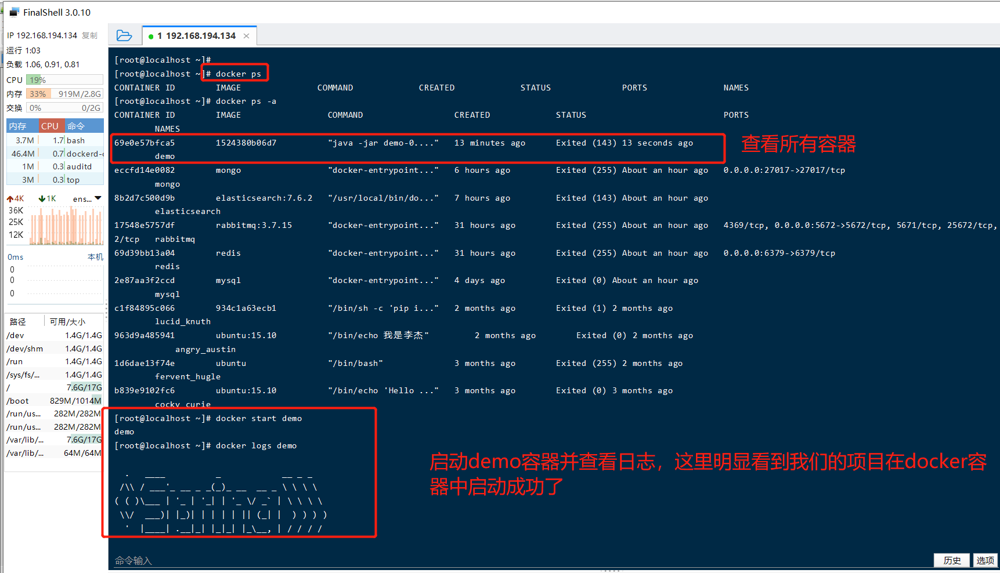 FinalShell 3.0.10
IP 192.168.194.134 复制
运行 1:03
负载 1.06, 0.91, 0.81
CPU 19%
内存 33% 919M/2.8G
交换 0% 0/2G
内存 CPU 命令
3.7M 1.7 bash
46.4M 0.7 dockerd-c
1M 0.3 auditd
3M 0.3 top
4K 1K ens...
36K
25K
12K
0ms 本机
0
0
0
路径 可用/大小
/dev 1.4G/1.4G
/dev/shm 1.4G/1.4G
/run 1.4G/1.4G
/sys/fs/... 1.4G/1.4G
/ 7.6G/17G
/boot 829M/1014M
/run/us... 282M/282M
/run/us... 282M/282M
/var/lib/... 7.6G/17G
/var/lib/... 64M/64M
1 192.168.194.134
[root@localhost ~]#
[root@localhost ~]# docker ps
CONTAINER ID IMAGE COMMAND CREATED STATUS PORTS NAMES
[root@localhost ~]# docker ps -a
CONTAINER ID IMAGE COMMAND CREATED STATUS PORTS
NAMES
69e0e57bfca5 1524380b06d7 "java -jar demo-0...." 13 minutes ago Exited (143) 13 seconds ago
demo
查看所有容器
eccfd14e0082 mongo "docker-entrypoint..." 6 hours ago Exited (255) About an hour ago 0.0.0.0:27017->27017/tcp
mongo
8b2d7c500d9b elasticsearch:7.6.2 "/usr/local/bin/do..." 7 hours ago Exited (143) About an hour ago
elasticsearch
17548e5757df rabbitmq:3.7.15 "docker-entrypoint..." 31 hours ago Exited (255) About an hour ago 4369/tcp, 0.0.0.0:5672->5672/tcp, 5671/tcp, 25672/tcp,
2/tcp rabbitmq
69d39bb13a04 redis "docker-entrypoint..." 31 hours ago Exited (255) About an hour ago 0.0.0.0:6379->6379/tcp
redis
2e87aa3f2ccd mysql "docker-entrypoint..." 4 days ago Exited (0) About an hour ago
mysql
c1f84895c066 934c1a63ecb1 "/bin/sh -c 'pip i..." 2 months ago Exited (1) 2 months ago
lucid_knuth
963d9a485941 ubuntu:15.10 "/bin/echo 我是李杰" 2 months ago Exited (0) 2 months ago
angry_austin
1d6dae13f74e ubuntu "/bin/bash" 3 months ago Exited (255) 2 months ago
fervent_hugle
b839e9102fc6 ubuntu:15.10 "/bin/echo 'Hello ..." 3 months ago Exited (0) 3 months ago
cocky_curie
[root@localhost ~]# docker start demo
demo
[root@localhost ~]# docker logs demo
  .   ____          _            __ _ _
 /\\ / ___'_ __ _ _(_)_ __  __ _ \ \ \ \
( ( )\___ | '_ | '_| | '_ \/ _` | \ \ \ \
 \\/  ___)| |_)| | | | | || (_| |  ) ) ) )
  '  |____| .__|_| |_|_| |_\__, | / / / /
启动demo容器并查看日志，这里明显看到我们的项目在docker容
器中启动成功了
命令输入
历史 选项